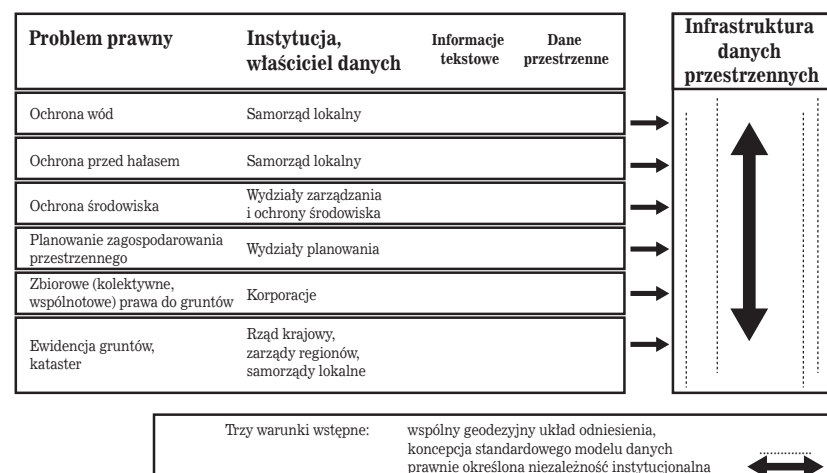 Problem prawny
Instytucja,
właściciel danych
Informacje
tekstowe
Dane
przestrzenne
Infrastruktura
danych
przestrzennych
Ochrona wód
Samorząd lokalny
Ochrona przed hałasem
Samorząd lokalny
Ochrona środowiska
Wydziały zarządzania
i ochrony środowiska
Planowanie zagospodarowania
przestrzennego
Wydziały planowania
Zbiorowe (kolektywne,
wspólnotowe) prawa do gruntów
Korporacje
Ewidencja gruntów,
kataster
Rząd krajowy,
zarządy regionów,
samorządy lokalne
Trzy warunki wstępne:
wspólny geodezyjny układ odniesienia,
koncepcja standardowego modelu danych
prawnie określona niezależność instytucjonalna